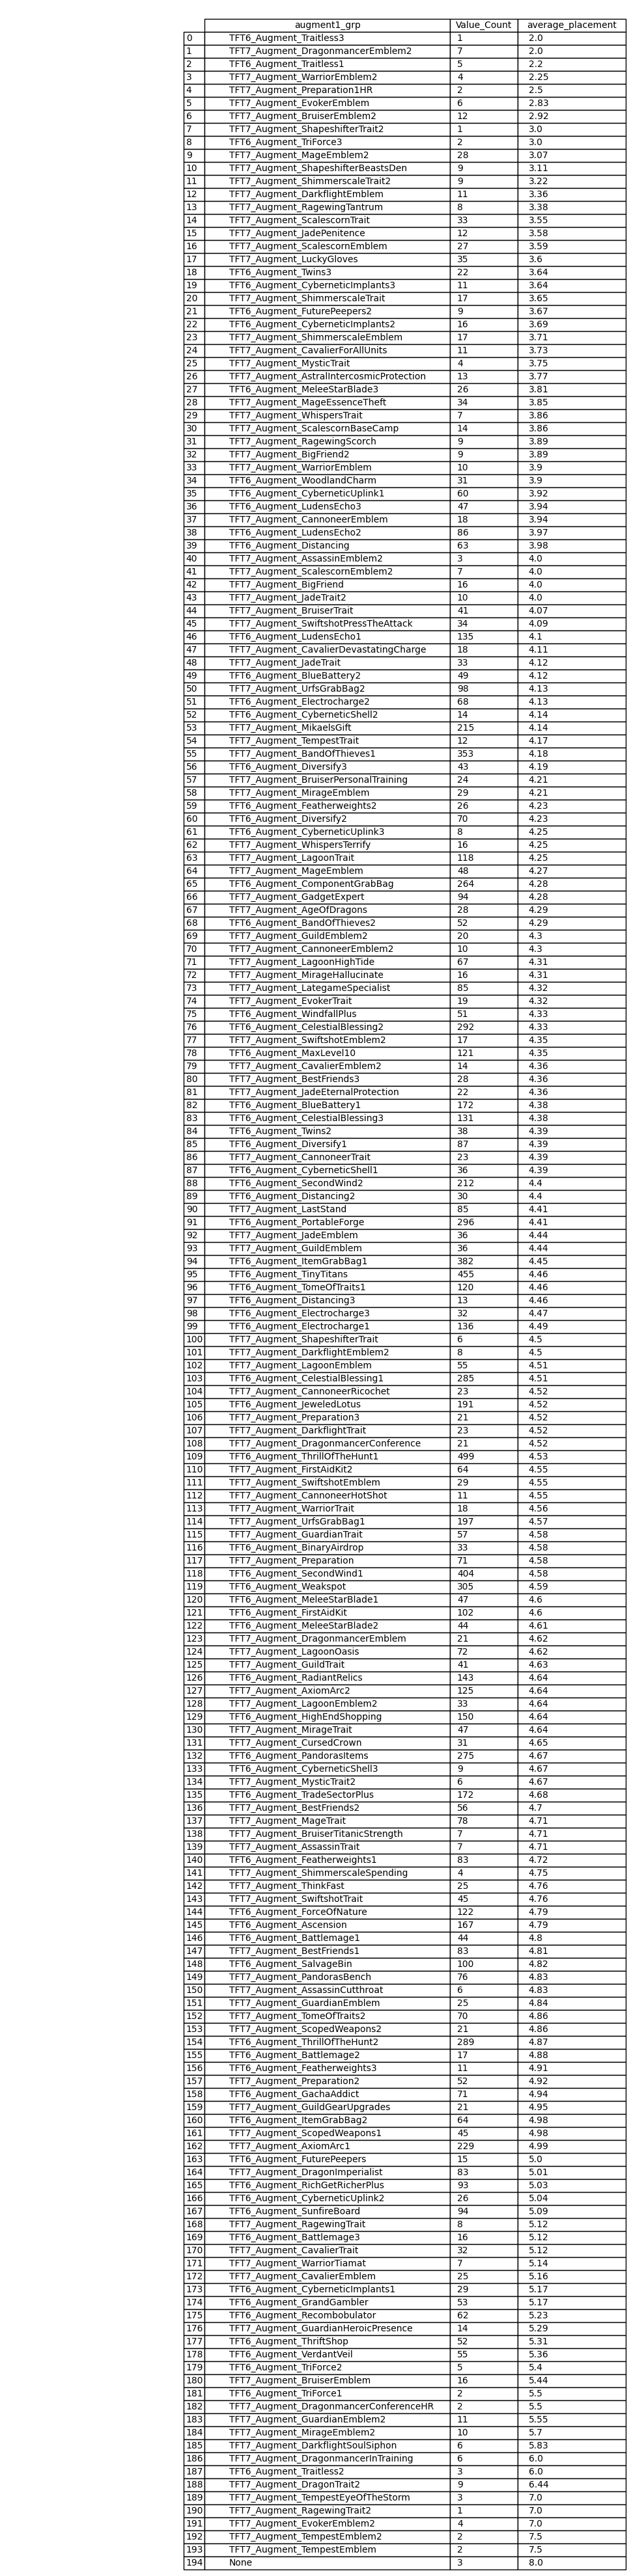 augment1_grp Value_Count average_placement
0 TFT6_Augment_Traitless3 1 2.0
1 TFT7_Augment_DragonmancerEmblem2 7 2.0
2 TFT6_Augment_Traitless1 5 2.2
3 TFT7_Augment_WarriorEmblem2 4 2.25
4 TFT7_Augment_Preparation1HR 2 2.5
5 TFT7_Augment_EvokerEmblem 6 2.83
6 TFT7_Augment_BruiserEmblem2 12 2.92
7 TFT7_Augment_ShapeshifterTrait2 1 3.0
8 TFT6_Augment_TriForce3 2 3.0
9 TFT7_Augment_MageEmblem2 28 3.07
10 TFT7_Augment_ShapeshifterBeastsDen 9 3.11
11 TFT7_Augment_ShimmerscaleTrait2 9 3.22
12 TFT7_Augment_DarkflightEmblem 11 3.36
13 TFT7_Augment_RagewingTantrum 8 3.38
14 TFT7_Augment_ScalescornTrait 33 3.55
15 TFT7_Augment_JadePenitence 12 3.58
16 TFT7_Augment_ScalescornEmblem 27 3.59
17 TFT7_Augment_LuckyGloves 35 3.6
18 TFT6_Augment_Twins3 22 3.64
19 TFT6_Augment_CyberneticImplants3 11 3.64
20 TFT7_Augment_ShimmerscaleTrait 17 3.65
21 TFT6_Augment_FuturePeepers2 9 3.67
22 TFT6_Augment_CyberneticImplants2 16 3.69
23 TFT7_Augment_ShimmerscaleEmblem 17 3.71
24 TFT7_Augment_CavalierForAllUnits 11 3.73
25 TFT7_Augment_MysticTrait 4 3.75
26 TFT7_Augment_AstralIntercosmicProtection 13 3.77
27 TFT6_Augment_MeleeStarBlade3 26 3.81
28 TFT7_Augment_MageEssenceTheft 34 3.85
29 TFT7_Augment_WhispersTrait 7 3.86
30 TFT7_Augment_ScalescornBaseCamp 14 3.86
31 TFT7_Augment_RagewingScorch 9 3.89
32 TFT7_Augment_BigFriend2 9 3.89
33 TFT7_Augment_WarriorEmblem 10 3.9
34 TFT6_Augment_WoodlandCharm 31 3.9
35 TFT6_Augment_CyberneticUplink1 60 3.92
36 TFT6_Augment_LudensEcho3 47 3.94
37 TFT7_Augment_CannoneerEmblem 18 3.94
38 TFT6_Augment_LudensEcho2 86 3.97
39 TFT6_Augment_Distancing 63 3.98
40 TFT7_Augment_AssassinEmblem2 3 4.0
41 TFT7_Augment_ScalescornEmblem2 7 4.0
42 TFT7_Augment_BigFriend 16 4.0
43 TFT7_Augment_JadeTrait2 10 4.0
44 TFT7_Augment_BruiserTrait 41 4.07
45 TFT7_Augment_SwiftshotPressTheAttack 34 4.09
46 TFT6_Augment_LudensEcho1 135 4.1
47 TFT7_Augment_CavalierDevastatingCharge 18 4.11
48 TFT7_Augment_JadeTrait 33 4.12
49 TFT6_Augment_BlueBattery2 49 4.12
50 TFT7_Augment_UrfsGrabBag2 98 4.13
51 TFT6_Augment_Electrocharge2 68 4.13
52 TFT6_Augment_CyberneticShell2 14 4.14
53 TFT7_Augment_MikaelsGift 215 4.14
54 TFT7_Augment_TempestTrait 12 4.17
55 TFT7_Augment_BandOfThieves1 353 4.18
56 TFT6_Augment_Diversify3 43 4.19
57 TFT7_Augment_BruiserPersonalTraining 24 4.21
58 TFT7_Augment_MirageEmblem 29 4.21
59 TFT6_Augment_Featherweights2 26 4.23
60 TFT6_Augment_Diversify2 70 4.23
61 TFT6_Augment_CyberneticUplink3 8 4.25
62 TFT7_Augment_WhispersTerrify 16 4.25
63 TFT7_Augment_LagoonTrait 118 4.25
64 TFT7_Augment_MageEmblem 48 4.27
65 TFT6_Augment_ComponentGrabBag 264 4.28
66 TFT7_Augment_GadgetExpert 94 4.28
67 TFT7_Augment_AgeOfDragons 28 4.29
68 TFT6_Augment_BandOfThieves2 52 4.29
69 TFT7_Augment_GuildEmblem2 20 4.3
70 TFT7_Augment_CannoneerEmblem2 10 4.3
71 TFT7_Augment_LagoonHighTide 67 4.31
72 TFT7_Augment_MirageHallucinate 16 4.31
73 TFT7_Augment_LategameSpecialist 85 4.32
74 TFT7_Augment_EvokerTrait 19 4.32
75 TFT6_Augment_WindfallPlus 51 4.33
76 TFT6_Augment_CelestialBlessing2 292 4.33
77 TFT7_Augment_SwiftshotEmblem2 17 4.35
78 TFT6_Augment_MaxLevel10 121 4.35
79 TFT7_Augment_CavalierEmblem2 14 4.36
80 TFT7_Augment_BestFriends3 28 4.36
81 TFT7_Augment_JadeEternalProtection 22 4.36
82 TFT6_Augment_BlueBattery1 172 4.38
83 TFT6_Augment_CelestialBlessing3 131 4.38
84 TFT6_Augment_Twins2 38 4.39
85 TFT6_Augment_Diversify1 87 4.39
86 TFT7_Augment_CannoneerTrait 23 4.39
87 TFT6_Augment_CyberneticShell1 36 4.39
88 TFT6_Augment_SecondWind2 212 4.4
89 TFT6_Augment_Distancing2 30 4.4
90 TFT7_Augment_LastStand 85 4.41
91 TFT6_Augment_PortableForge 296 4.41
92 TFT7_Augment_JadeEmblem 36 4.44
93 TFT7_Augment_GuildEmblem 36 4.44
94 TFT6_Augment_ItemGrabBag1 382 4.45
95 TFT6_Augment_TinyTitans 455 4.46
96 TFT6_Augment_TomeOfTraits1 120 4.46
97 TFT6_Augment_Distancing3 13 4.46
98 TFT6_Augment_Electrocharge3 32 4.47
99 TFT6_Augment_Electrocharge1 136 4.49
100 TFT7_Augment_ShapeshifterTrait 6 4.5
101 TFT7_Augment_DarkflightEmblem2 8 4.5
102 TFT7_Augment_LagoonEmblem 55 4.51
103 TFT6_Augment_CelestialBlessing1 285 4.51
104 TFT7_Augment_CannoneerRicochet 23 4.52
105 TFT6_Augment_JeweledLotus 191 4.52
106 TFT7_Augment_Preparation3 21 4.52
107 TFT7_Augment_DarkflightTrait 23 4.52
108 TFT7_Augment_DragonmancerConference 21 4.52
109 TFT6_Augment_ThrillOfTheHunt1 499 4.53
110 TFT7_Augment_FirstAidKit2 64 4.55
111 TFT7_Augment_SwiftshotEmblem 29 4.55
112 TFT7_Augment_CannoneerHotShot 11 4.55
113 TFT7_Augment_WarriorTrait 18 4.56
114 TFT7_Augment_UrfsGrabBag1 197 4.57
115 TFT7_Augment_GuardianTrait 57 4.58
116 TFT6_Augment_BinaryAirdrop 33 4.58
117 TFT7_Augment_Preparation 71 4.58
118 TFT6_Augment_SecondWind1 404 4.58
119 TFT6_Augment_Weakspot 305 4.59
120 TFT6_Augment_MeleeStarBlade1 47 4.6
121 TFT6_Augment_FirstAidKit 102 4.6
122 TFT6_Augment_MeleeStarBlade2 44 4.61
123 TFT7_Augment_DragonmancerEmblem 21 4.62
124 TFT7_Augment_LagoonOasis 72 4.62
125 TFT7_Augment_GuildTrait 41 4.63
126 TFT6_Augment_RadiantRelics 143 4.64
127 TFT7_Augment_AxiomArc2 125 4.64
128 TFT7_Augment_LagoonEmblem2 33 4.64
129 TFT6_Augment_HighEndShopping 150 4.64
130 TFT7_Augment_MirageTrait 47 4.64
131 TFT7_Augment_CursedCrown 31 4.65
132 TFT6_Augment_PandorasItems 275 4.67
133 TFT6_Augment_CyberneticShell3 9 4.67
134 TFT7_Augment_MysticTrait2 6 4.67
135 TFT6_Augment_TradeSectorPlus 172 4.68
136 TFT7_Augment_BestFriends2 56 4.7
137 TFT7_Augment_MageTrait 78 4.71
138 TFT7_Augment_BruiserTitanicStrength 7 4.71
139 TFT7_Augment_AssassinTrait 7 4.71
140 TFT6_Augment_Featherweights1 83 4.72
141 TFT7_Augment_ShimmerscaleSpending 4 4.75
142 TFT7_Augment_ThinkFast 25 4.76
143 TFT7_Augment_SwiftshotTrait 45 4.76
144 TFT6_Augment_ForceOfNature 122 4.79
145 TFT6_Augment_Ascension 167 4.79
146 TFT6_Augment_Battlemage1 44 4.8
147 TFT7_Augment_BestFriends1 83 4.81
148 TFT6_Augment_SalvageBin 100 4.82
149 TFT7_Augment_PandorasBench 76 4.83
150 TFT7_Augment_AssassinCutthroat 6 4.83
151 TFT7_Augment_GuardianEmblem 25 4.84
152 TFT7_Augment_TomeOfTraits2 70 4.86
153 TFT7_Augment_ScopedWeapons2 21 4.86
154 TFT6_Augment_ThrillOfTheHunt2 289 4.87
155 TFT6_Augment_Battlemage2 17 4.88
156 TFT6_Augment_Featherweights3 11 4.91
157 TFT7_Augment_Preparation2 52 4.92
158 TFT6_Augment_GachaAddict 71 4.94
159 TFT7_Augment_GuildGearUpgrades 21 4.95
160 TFT6_Augment_ItemGrabBag2 64 4.98
161 TFT7_Augment_ScopedWeapons1 45 4.98
162 TFT7_Augment_AxiomArc1 229 4.99
163 TFT6_Augment_FuturePeepers 15 5.0
164 TFT7_Augment_DragonImperialist 83 5.01
165 TFT6_Augment_RichGetRicherPlus 93 5.03
166 TFT6_Augment_CyberneticUplink2 26 5.04
167 TFT6_Augment_SunfireBoard 94 5.09
168 TFT7_Augment_RagewingTrait 8 5.12
169 TFT6_Augment_Battlemage3 16 5.12
170 TFT7_Augment_CavalierTrait 32 5.12
171 TFT7_Augment_WarriorTiamat 7 5.14
172 TFT7_Augment_CavalierEmblem 25 5.16
173 TFT6_Augment_CyberneticImplants1 29 5.17
174 TFT6_Augment_GrandGambler 53 5.17
175 TFT6_Augment_Recombobulator 62 5.23
176 TFT7_Augment_GuardianHeroicPresence 14 5.29
177 TFT6_Augment_ThriftShop 52 5.31
178 TFT6_Augment_VerdantVeil 55 5.36
179 TFT6_Augment_TriForce2 5 5.4
180 TFT7_Augment_BruiserEmblem 16 5.44
181 TFT6_Augment_TriForce1 2 5.5
182 TFT7_Augment_DragonmancerConferenceHR 2 5.5
183 TFT7_Augment_GuardianEmblem2 11 5.55
184 TFT7_Augment_MirageEmblem2 10 5.7
185 TFT7_Augment_DarkflightSoulSiphon 6 5.83
186 TFT7_Augment_DragonmancerInTraining 6 6.0
187 TFT6_Augment_Traitless2 3 6.0
188 TFT7_Augment_DragonTrait2 9 6.44
189 TFT7_Augment_TempestEyeOfTheStorm 3 7.0
190 TFT7_Augment_RagewingTrait2 1 7.0
191 TFT7_Augment_EvokerEmblem2 4 7.0
192 TFT7_Augment_TempestEmblem2 2 7.5
193 TFT7_Augment_TempestEmblem 2 7.5
194 None 3 8.0